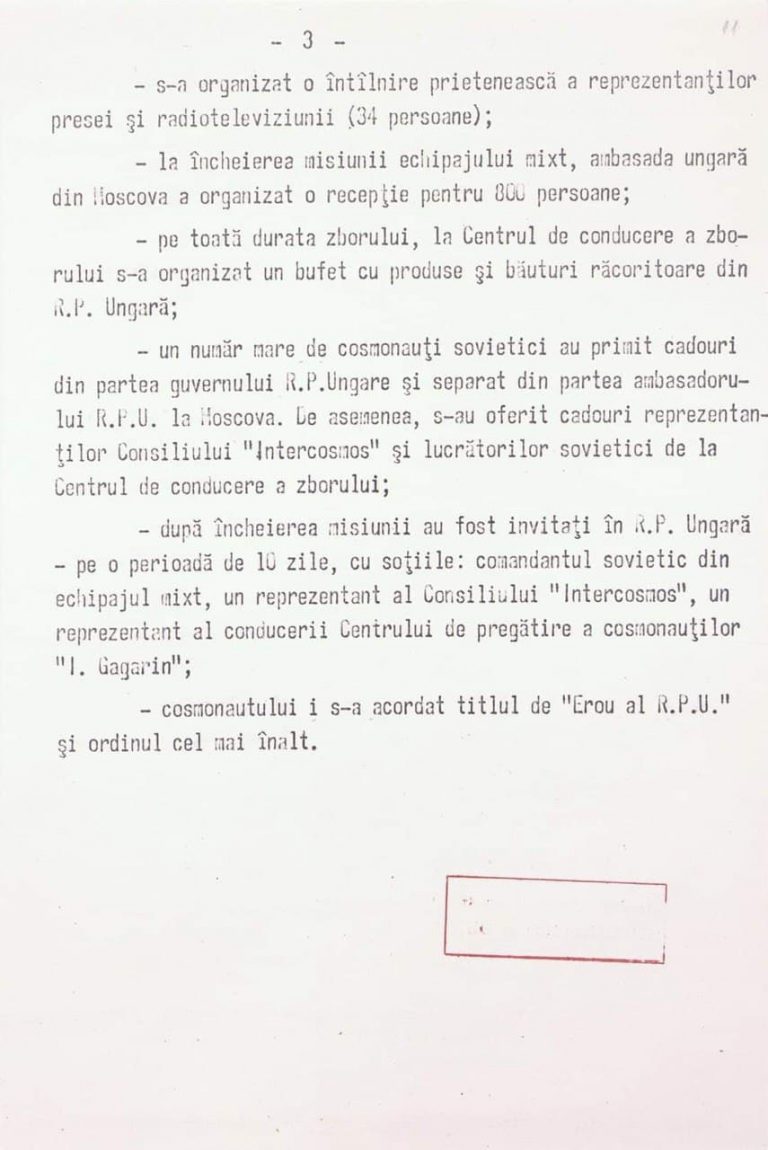 11
- 3 -
- s-a organizat o întîlnire prietenească a reprezentanţilor
presei şi radioteleviziunii (34 persoane);
- la încheierea misiunii echipajului mixt, ambasada ungară
din Moscova a organizat o recepţie pentru 800 persoane;
- pe toată durata zborului, la Centrul de conducere a zbo-
rului s-a organizat un bufet cu produse şi băuturi răcoritoare din
R.P. Ungară;
- un număr mare de cosmonauţi sovietici au primit cadouri
din partea guvernului R.P.Ungare şi separat din partea ambasadoru-
lui R.P.U. la Moscova. De asemenea, s-au oferit cadouri reprezentan-
ţilor Consiliului "Intercosmos" şi lucrătorilor sovietici de la
Centrul de conducere a zborului;
- după încheierea misiunii au fost invitaţi în R.P. Ungară
- pe o perioadă de 10 zile, cu soţiile: comandantul sovietic din
echipajul mixt, un reprezentant al Consiliului "Intercosmos", un
reprezentant al conducerii Centrului de pregătire a cosmonauţilor
"I. Gagarin";
- cosmonautului i s-a acordat titlul de "Erou al R.P.U."
şi ordinul cel mai înalt.